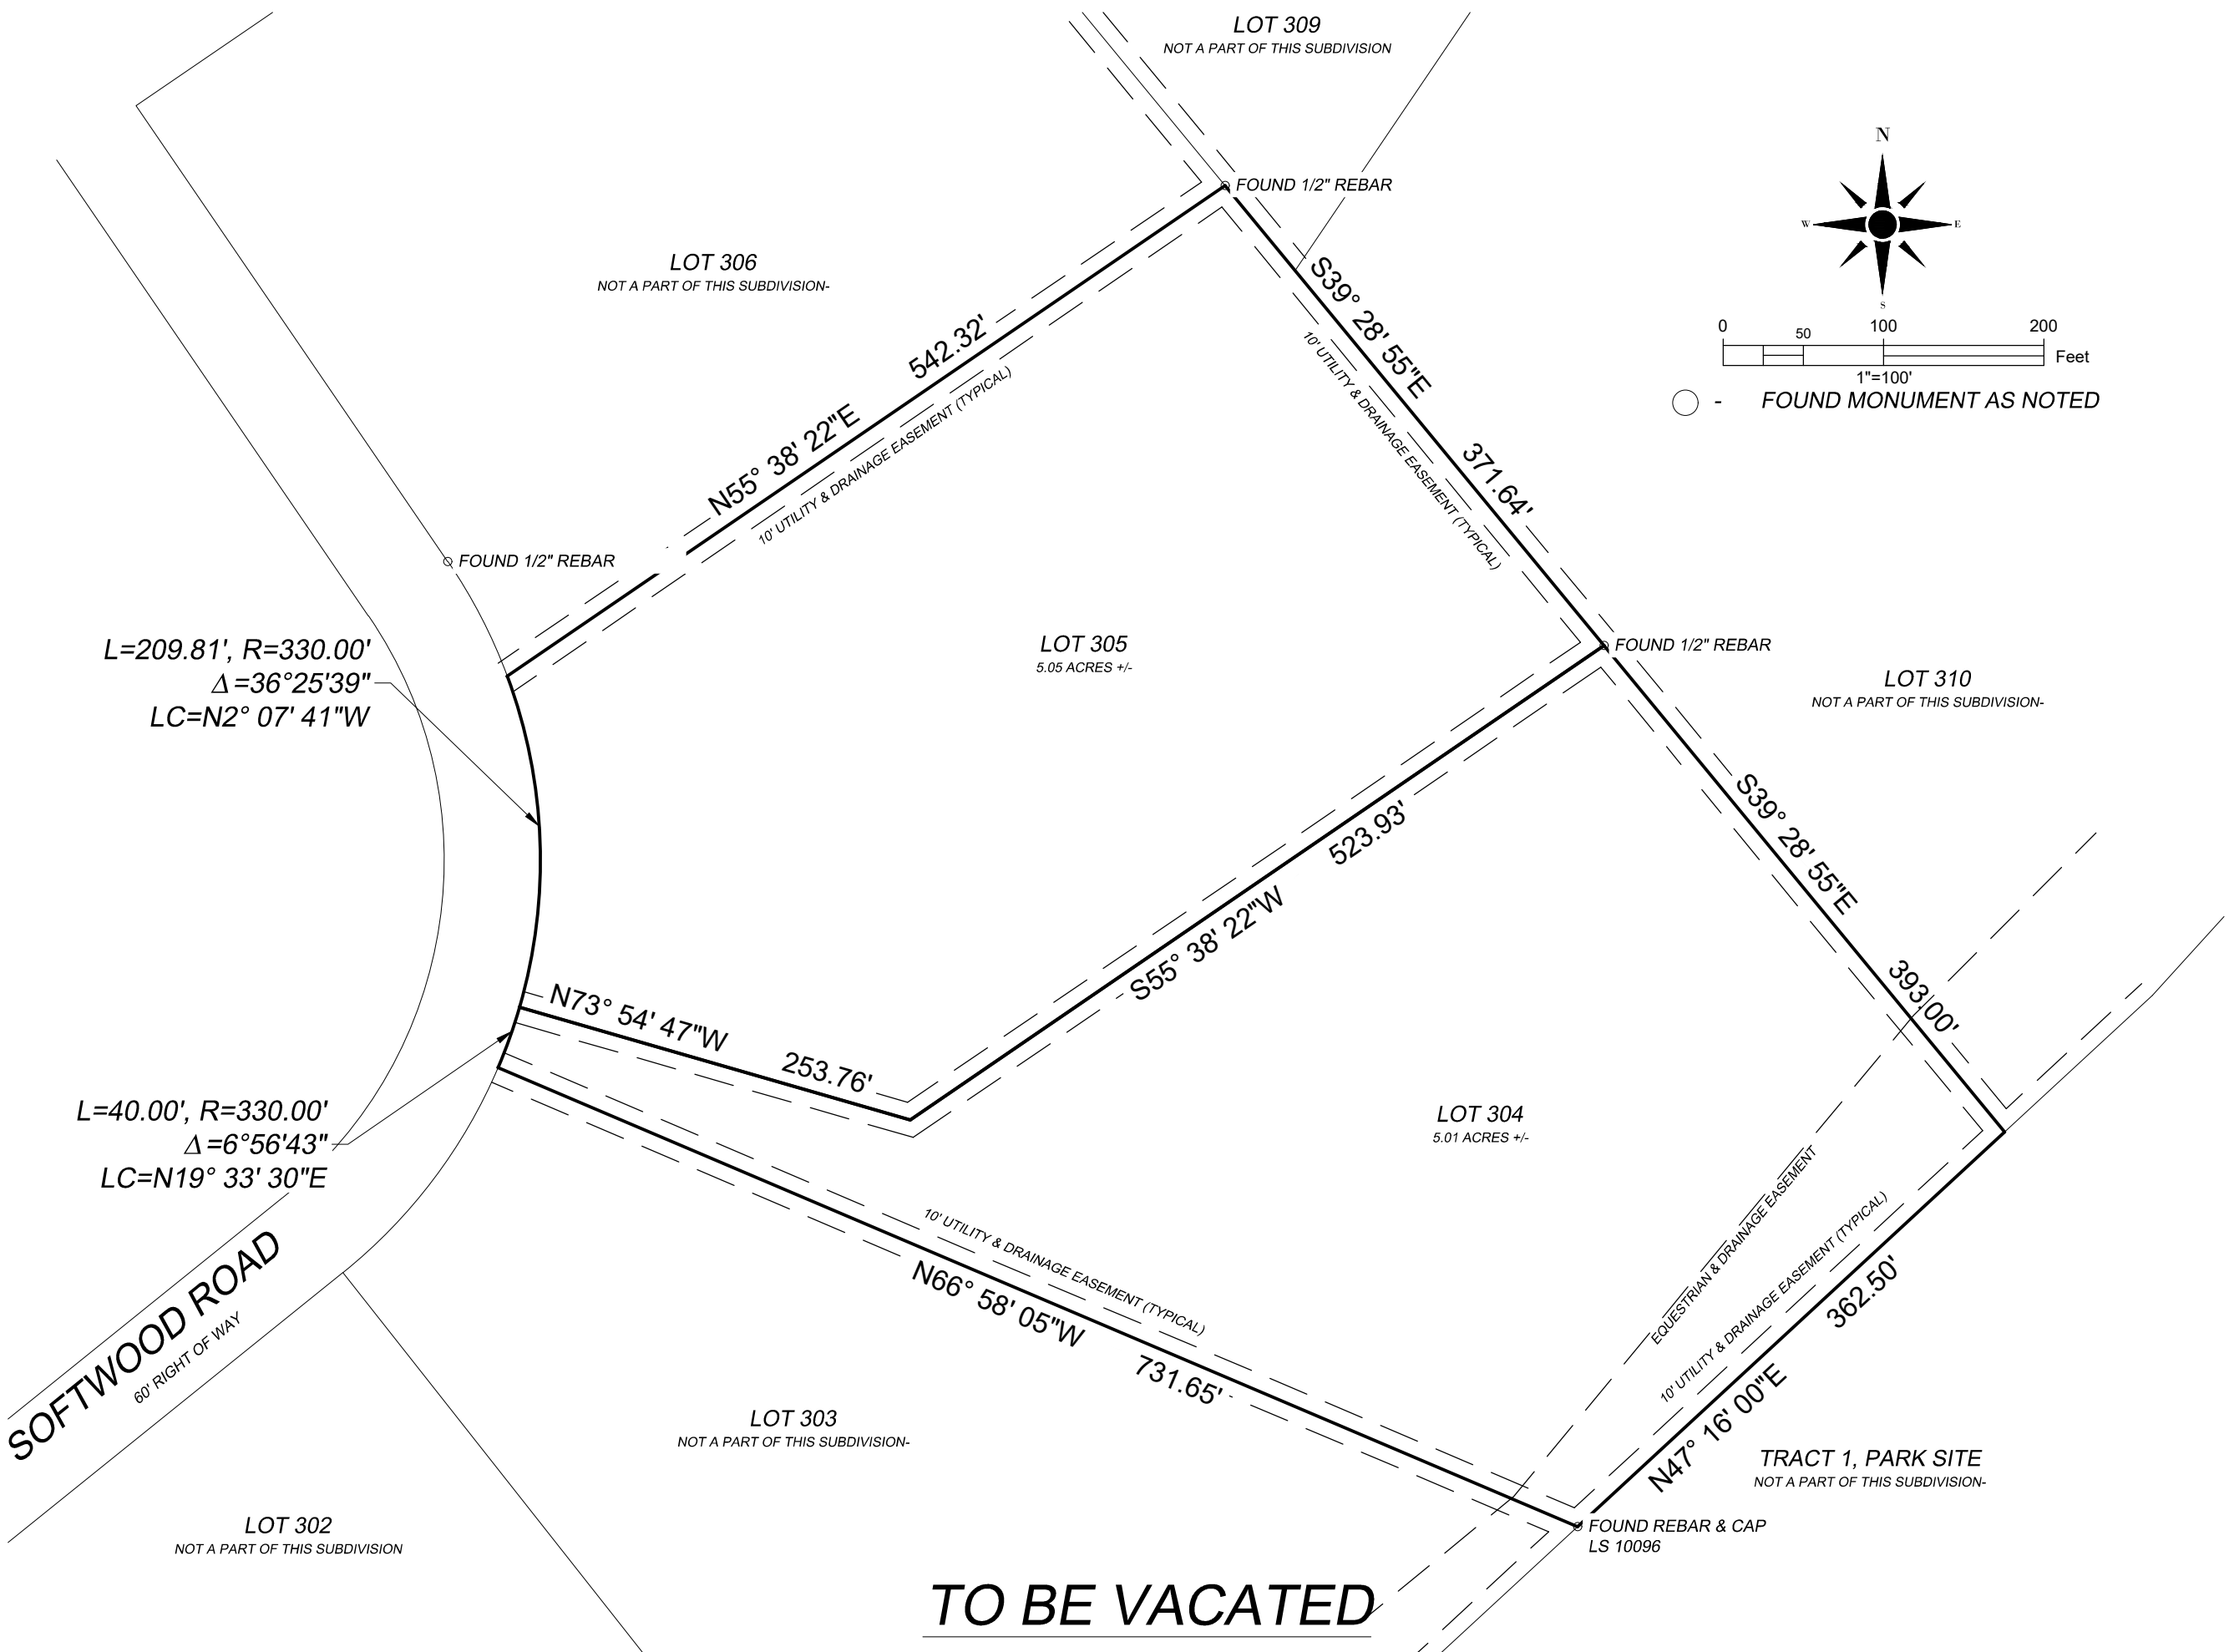 LOT 309
NOT A PART OF THIS SUBDIVISION
N
W
E
S
FOUND 1/2" REBAR
LOT 306
NOT A PART OF THIS SUBDIVISION-
0
50
100
200
Feet
1"=100'
- FOUND MONUMENT AS NOTED
S39° 28' 55"E
371.64'
10' UTILITY & DRAINAGE EASEMENT (TYPICAL)
N55° 38' 22"E
542.32'
10' UTILITY & DRAINAGE EASEMENT (TYPICAL)
FOUND 1/2" REBAR
L=209.81', R=330.00'
Δ=36°25'39"
LC=N2° 07' 41"W
LOT 305
5.05 ACRES +/-
FOUND 1/2" REBAR
LOT 310
NOT A PART OF THIS SUBDIVISION-
S39° 28' 55"E
393.00'
S55° 38' 22"W
523.93'
N73° 54' 47"W
253.76'
L=40.00', R=330.00'
Δ=6°56'43"
LC=N19° 33' 30"E
LOT 304
5.01 ACRES +/-
EQUESTRIAN & DRAINAGE EASEMENT
10' UTILITY & DRAINAGE EASEMENT (TYPICAL)
N47° 16' 00"E
362.50'
10' UTILITY & DRAINAGE EASEMENT (TYPICAL)
N66° 58' 05"W
731.65'
SOFTWOOD ROAD
60' RIGHT OF WAY
LOT 303
NOT A PART OF THIS SUBDIVISION-
TRACT 1, PARK SITE
NOT A PART OF THIS SUBDIVISION-
LOT 302
NOT A PART OF THIS SUBDIVISION
FOUND REBAR & CAP
LS 10096
TO BE VACATED